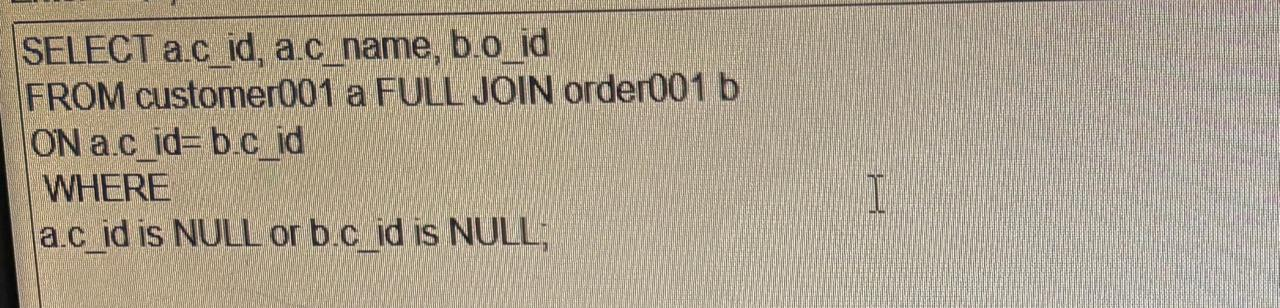 SELECT a.c_id, a.c_name, b.o_id
FROM customer001 a FULL JOIN order001 b
ON a.c_id= b.c_id
WHERE
a.c_id is NULL or b.c_id is NULL;